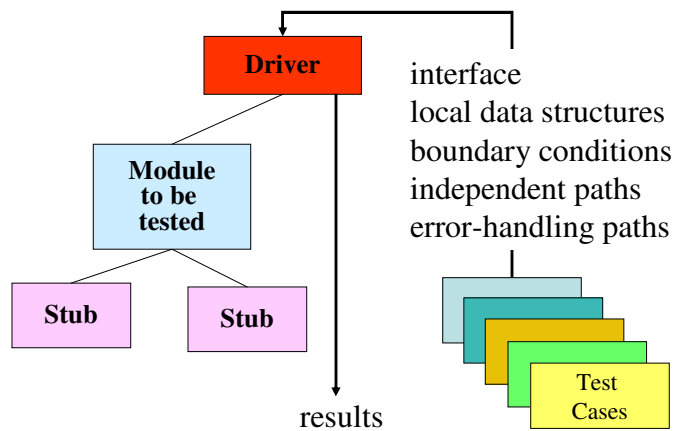 Driver
interface
local data structures
boundary conditions
independent paths
error-handling paths
Module
to be
tested
Stub
Stub
Test
Cases
results